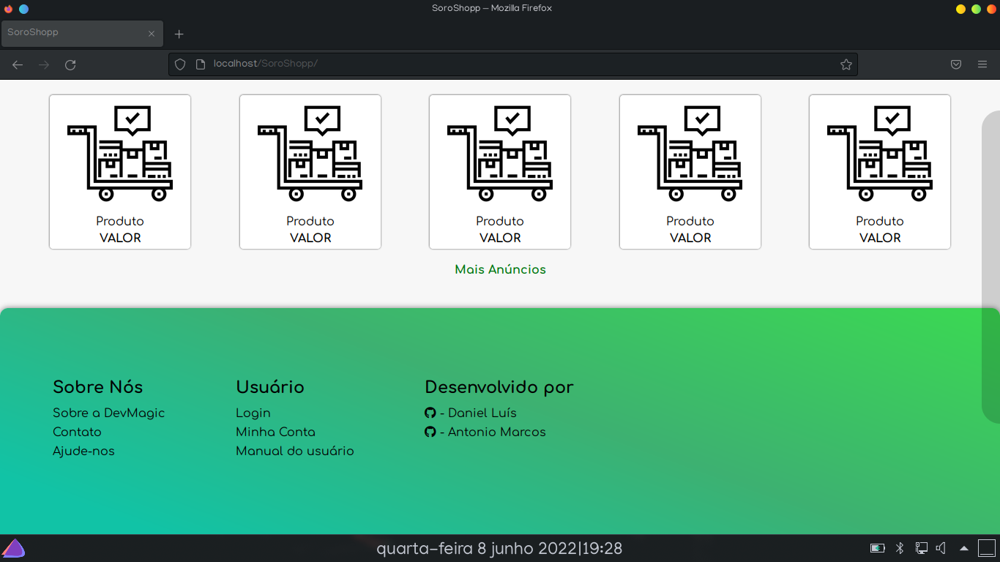 SoroShopp — Mozilla Firefox
SoroShopp
localhost/SoroShopp/
Produto Produto Produto Produto Produto
VALOR VALOR VALOR VALOR VALOR
Mais Anúncios
Sobre Nós Usuário Desenvolvido por
Sobre a DevMagic Login - Daniel Luís
Contato Minha Conta - Antonio Marcos
Ajude-nos Manual do usuário
quarta-feira 8 junho 2022|19:28